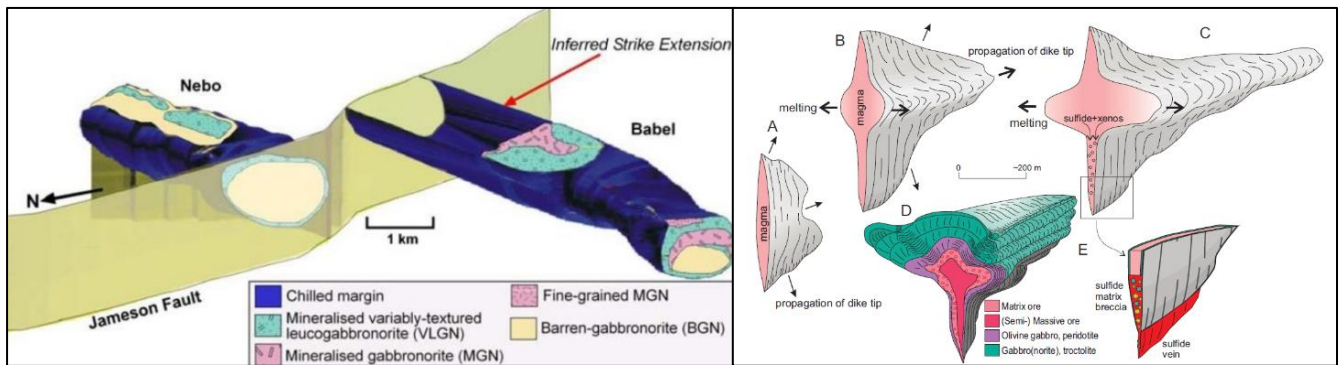 Inferred Strike Extension
Nebo
Babel
N
1 km
Jameson Fault
Chilled margin
Mineralised variably-textured
leucogabbronorite (VLGN)
Mineralised gabbronorite (MGN)
Fine-grained MGN
Barren-gabbronorite (BGN)
B
propagation of dike tip
C
melting
magma
melting
sulfide+xenos
A
0
~200 m
magma
D
E
propagation of dike tip
Matrix ore
(Semi-) Massive ore
Olivine gabbro, peridotite
Gabbro(norite), troctolite
sulfide
matrix
breccia
sulfide
vein